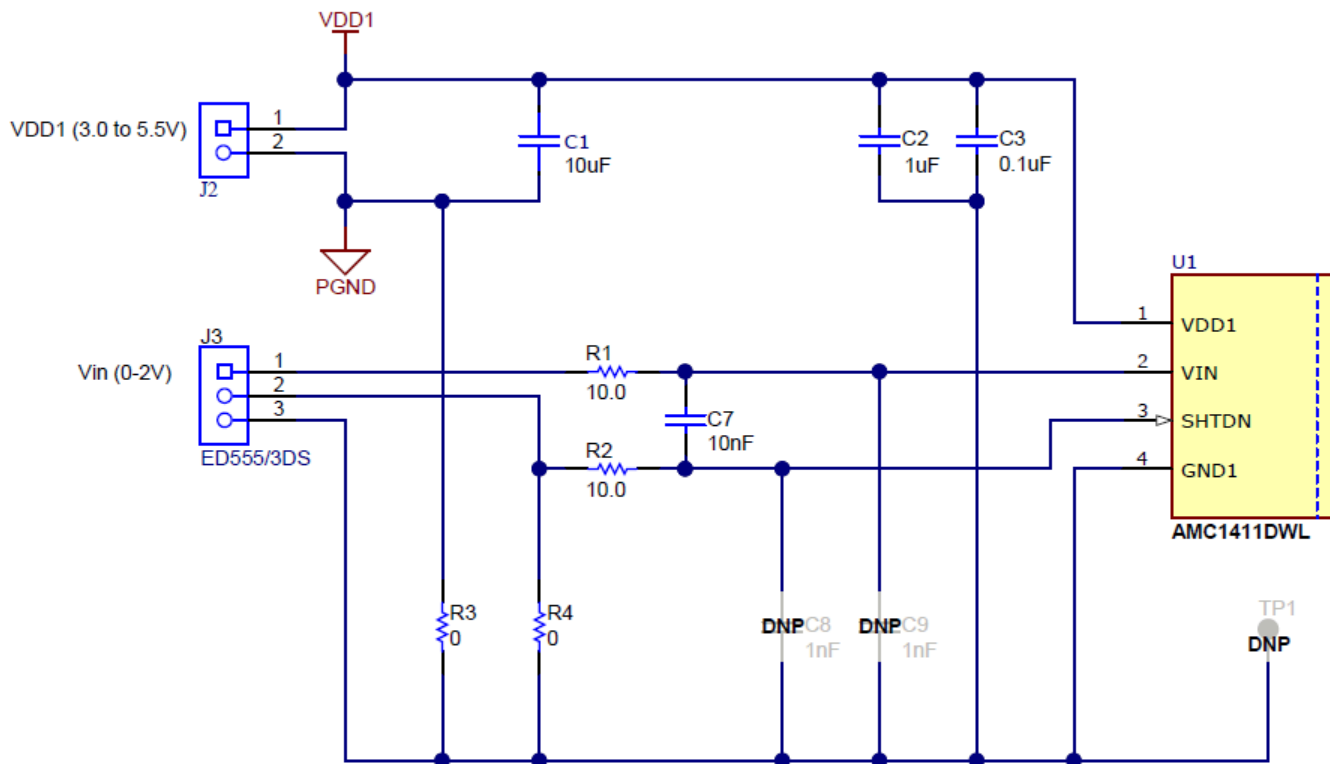 VDD1
VDD1 (3.0 to 5.5V)
1
2
J2
C1
10uF
C2
1uF
C3
0.1uF
PGND
U1
J3
Vin (0-2V)
1
2
3
ED555/3DS
R1
10.0
C7
10nF
R2
10.0
1 VDD1
2 VIN
3 SHTDN
4 GND1
AMC1411DWL
R3
0
R4
0
DNP C8
1nF
DNP C9
1nF
TP1
DNP